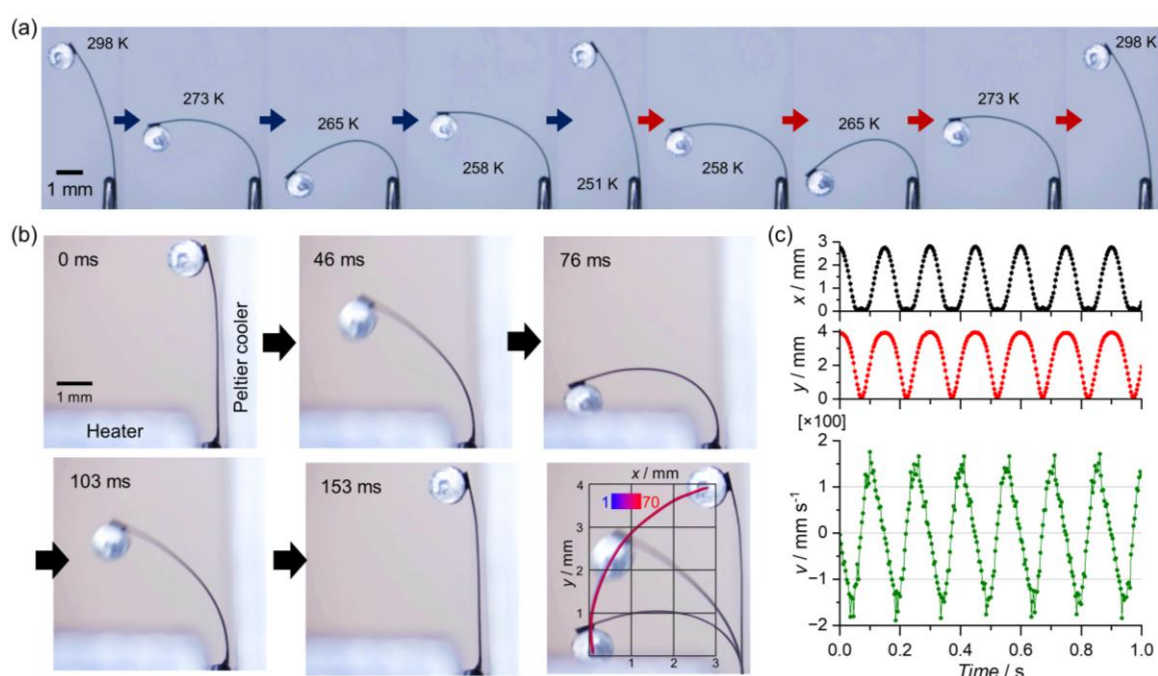 (a)
298 K
273 K
265 K
258 K
251 K
258 K
265 K
273 K
298 K
1 mm
(b)
0 ms
1 mm
Heater
Peltier cooler
46 ms
76 ms
103 ms
153 ms
x / mm
1 70
4
3
2
1
y / mm
1 2 3
(c)
3
2
1
0
x / mm
4
2
0
y / mm
[×100]
2
1
0
−1
−2
v / mm s⁻¹
0.0 0.2 0.4 0.6 0.8 1.0
Time / s